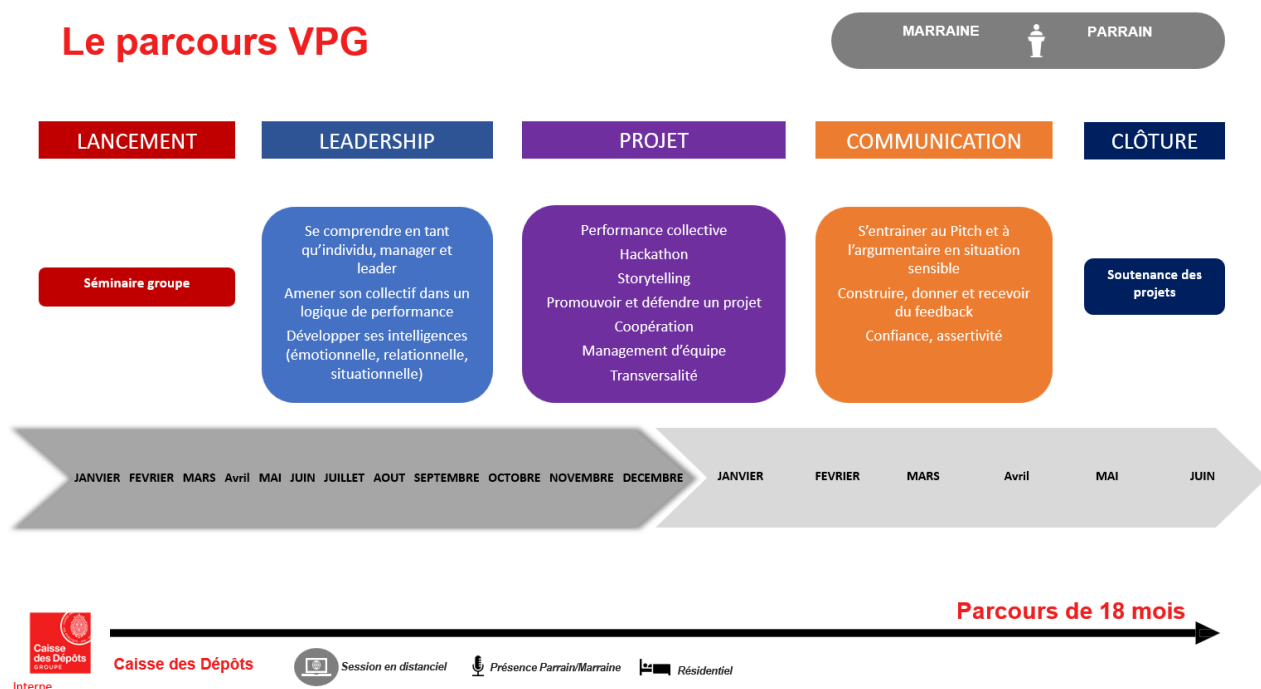 Le parcours VPG
MARRAINE
PARRAIN
LANCEMENT
LEADERSHIP
PROJET
COMMUNICATION
CLÔTURE
Séminaire groupe
Se comprendre en tant
qu'individu, manager et
leader
Amener son collectif dans un
logique de performance
Développer ses intelligences
(émotionnelle, relationnelle,
situationnelle)
Performance collective
Hackathon
Storytelling
Promouvoir et défendre un projet
Coopération
Management d'équipe
Transversalité
S'entrainer au Pitch et à
l'argumentaire en situation
sensible
Construire, donner et recevoir
du feedback
Confiance, assertivité
Soutenance des
projets
JANVIER FEVRIER MARS Avril MAI JUIN JUILLET AOUT SEPTEMBRE OCTOBRE NOVEMBRE DECEMBRE
JANVIER FEVRIER MARS Avril MAI JUIN
Parcours de 18 mois
Caisse
des Dépôts
GROUPE
Caisse des Dépôts
Session en distanciel
Présence Parrain/Marraine
Résidentiel
Interne